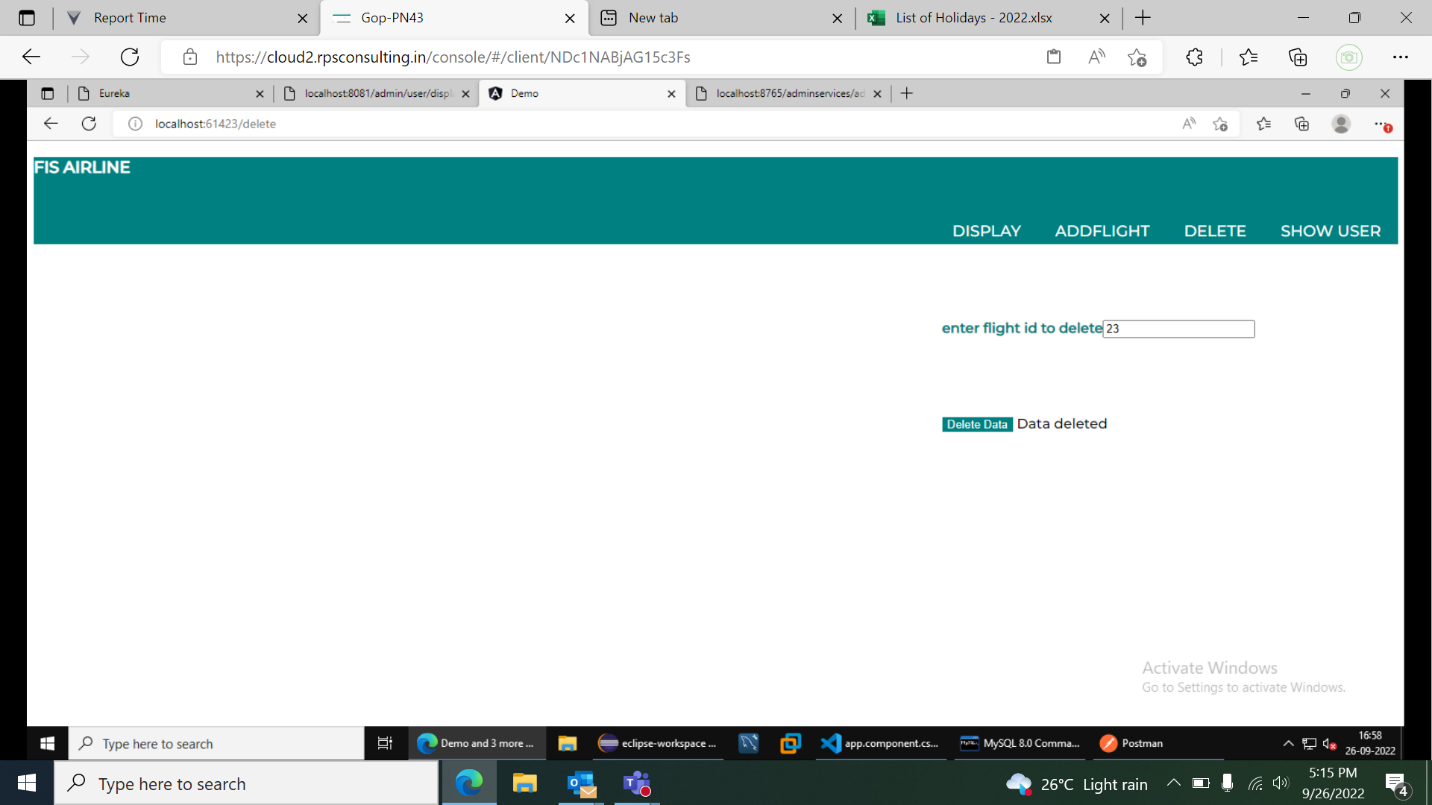 Report Time
Gop-PN43
New tab
List of Holidays - 2022.xlsx
https://cloud2.rpsconsulting.in/console/#/client/NDc1NABjAG15c3Fs
Eureka
localhost:8081/admin/user/displ
Demo
localhost:8765/adminservices/ad
localhost:61423/delete
FIS AIRLINE
DISPLAY ADDFLIGHT DELETE SHOW USER
enter flight id to delete 23
Delete Data Data deleted
Activate Windows
Go to Settings to activate Windows.
Type here to search
Demo and 3 more ...
eclipse-workspace ...
app.component.cs...
MySQL 8.0 Comma...
Postman
16:58
26-09-2022
Type here to search
26°C Light rain
5:15 PM
9/26/2022
4